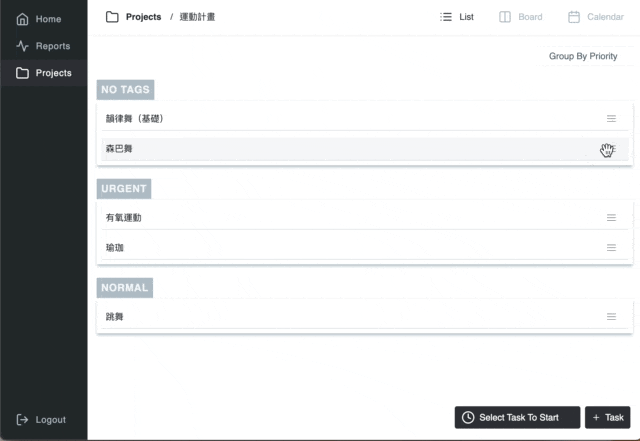 Home
Reports
Projects
Logout
Projects / 運動計畫
List
Board
Calendar
Group By Priority
NO TAGS
韻律舞（基礎）
森巴舞
URGENT
有氧運動
瑜珈
NORMAL
跳舞
Select Task To Start
+ Task